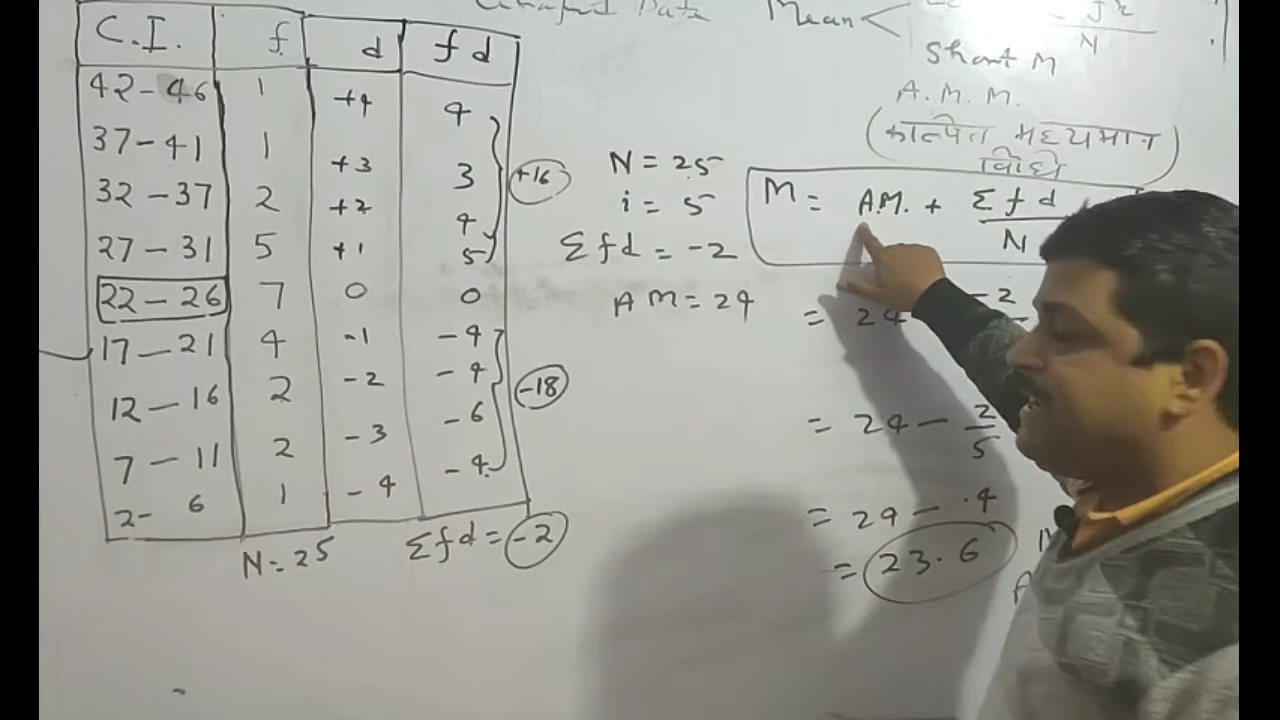 Data Mean
N
Short M
A.M.M.
(काल्पित मध्यमान
विधि)
C.I. f d fd
42-46 1 +4 4
37-41 1 +3 3
32-37 2 +2 4
27-31 5 +1 5
22-26 7 0 0
17-21 4 -1 -4
12-16 2 -2 -4
7-11 2 -3 -6
2-6 1 -4 -4
+16
-18
N=25 Σfd=-2
N=25
i=5
Σfd=-2
AM=24
M= A.M. + Σfd
N
= 24 -2
= 24 - 2
5
= 24 - .4
= 23.6